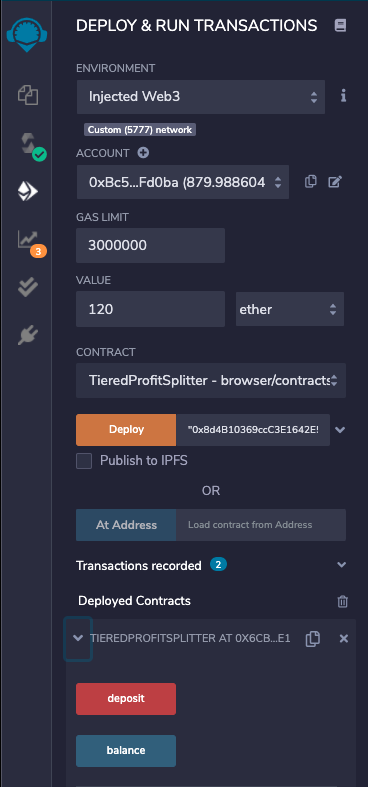 DEPLOY & RUN TRANSACTIONS
ENVIRONMENT
Injected Web3
i
Custom (5777) network
ACCOUNT
0xBc5...Fd0ba (879.988604
GAS LIMIT
3000000
3
VALUE
120 ether
CONTRACT
TieredProfitSplitter - browser/contracts
Deploy "0x8d4B10369ccC3E1642E!
Publish to IPFS
OR
At Address Load contract from Address
Transactions recorded 2
Deployed Contracts
TIEREDPROFITSPLITTER AT 0X6CB...E1
deposit
balance